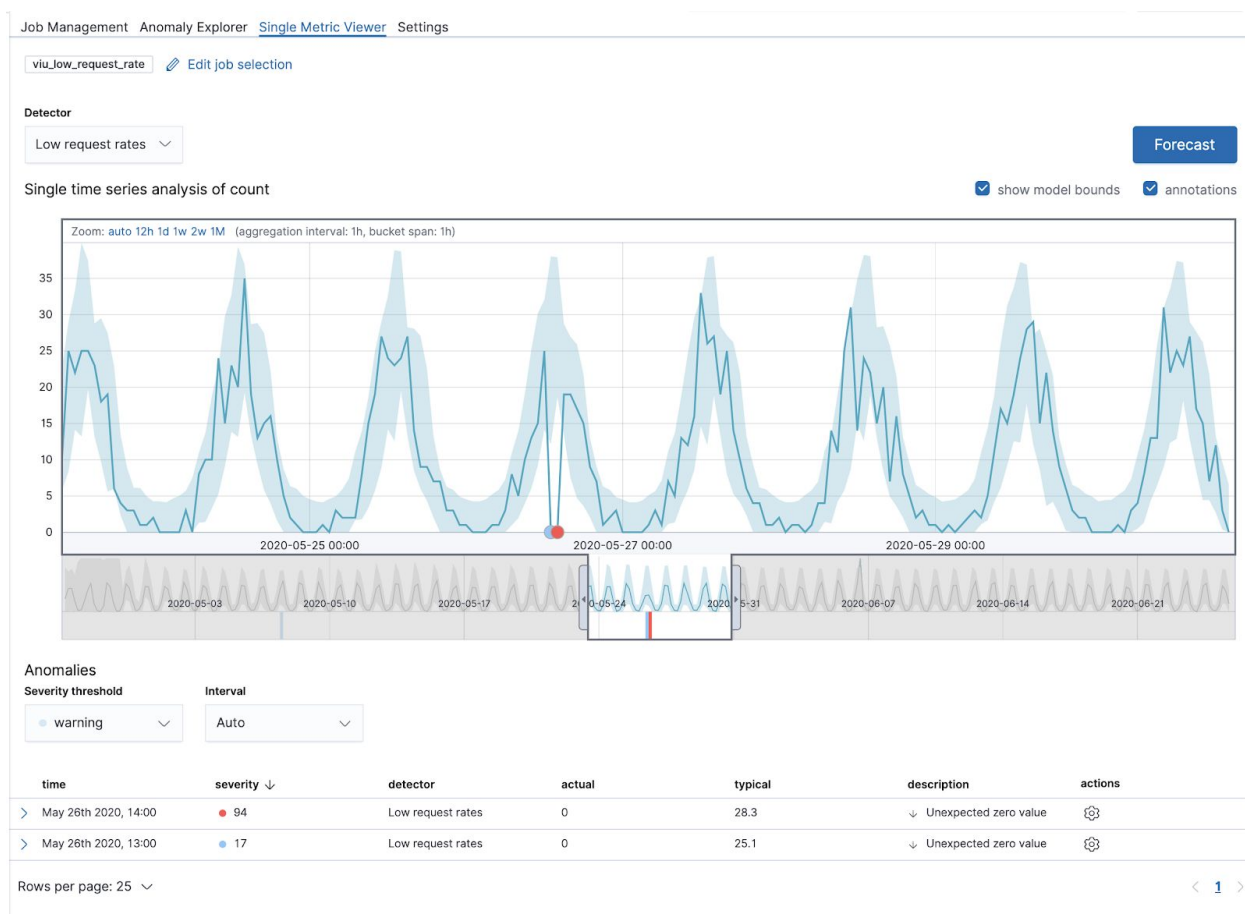 Job Management Anomaly Explorer Single Metric Viewer Settings
viu_low_request_rate Edit job selection
Detector
Low request rates
Forecast
Single time series analysis of count
show model bounds annotations
Zoom: auto 12h 1d 1w 2w 1M (aggregation interval: 1h, bucket span: 1h)
35
30
25
20
15
10
5
0
2020-05-25 00:00 2020-05-27 00:00 2020-05-29 00:00
2020-05-03 2020-05-10 2020-05-17 2020-05-24 2020-05-31 2020-06-07 2020-06-14 2020-06-21
Anomalies
Severity threshold Interval
warning Auto
time severity detector actual typical description actions
May 26th 2020, 14:00 94 Low request rates 0 28.3 Unexpected zero value
May 26th 2020, 13:00 17 Low request rates 0 25.1 Unexpected zero value
Rows per page: 25 1